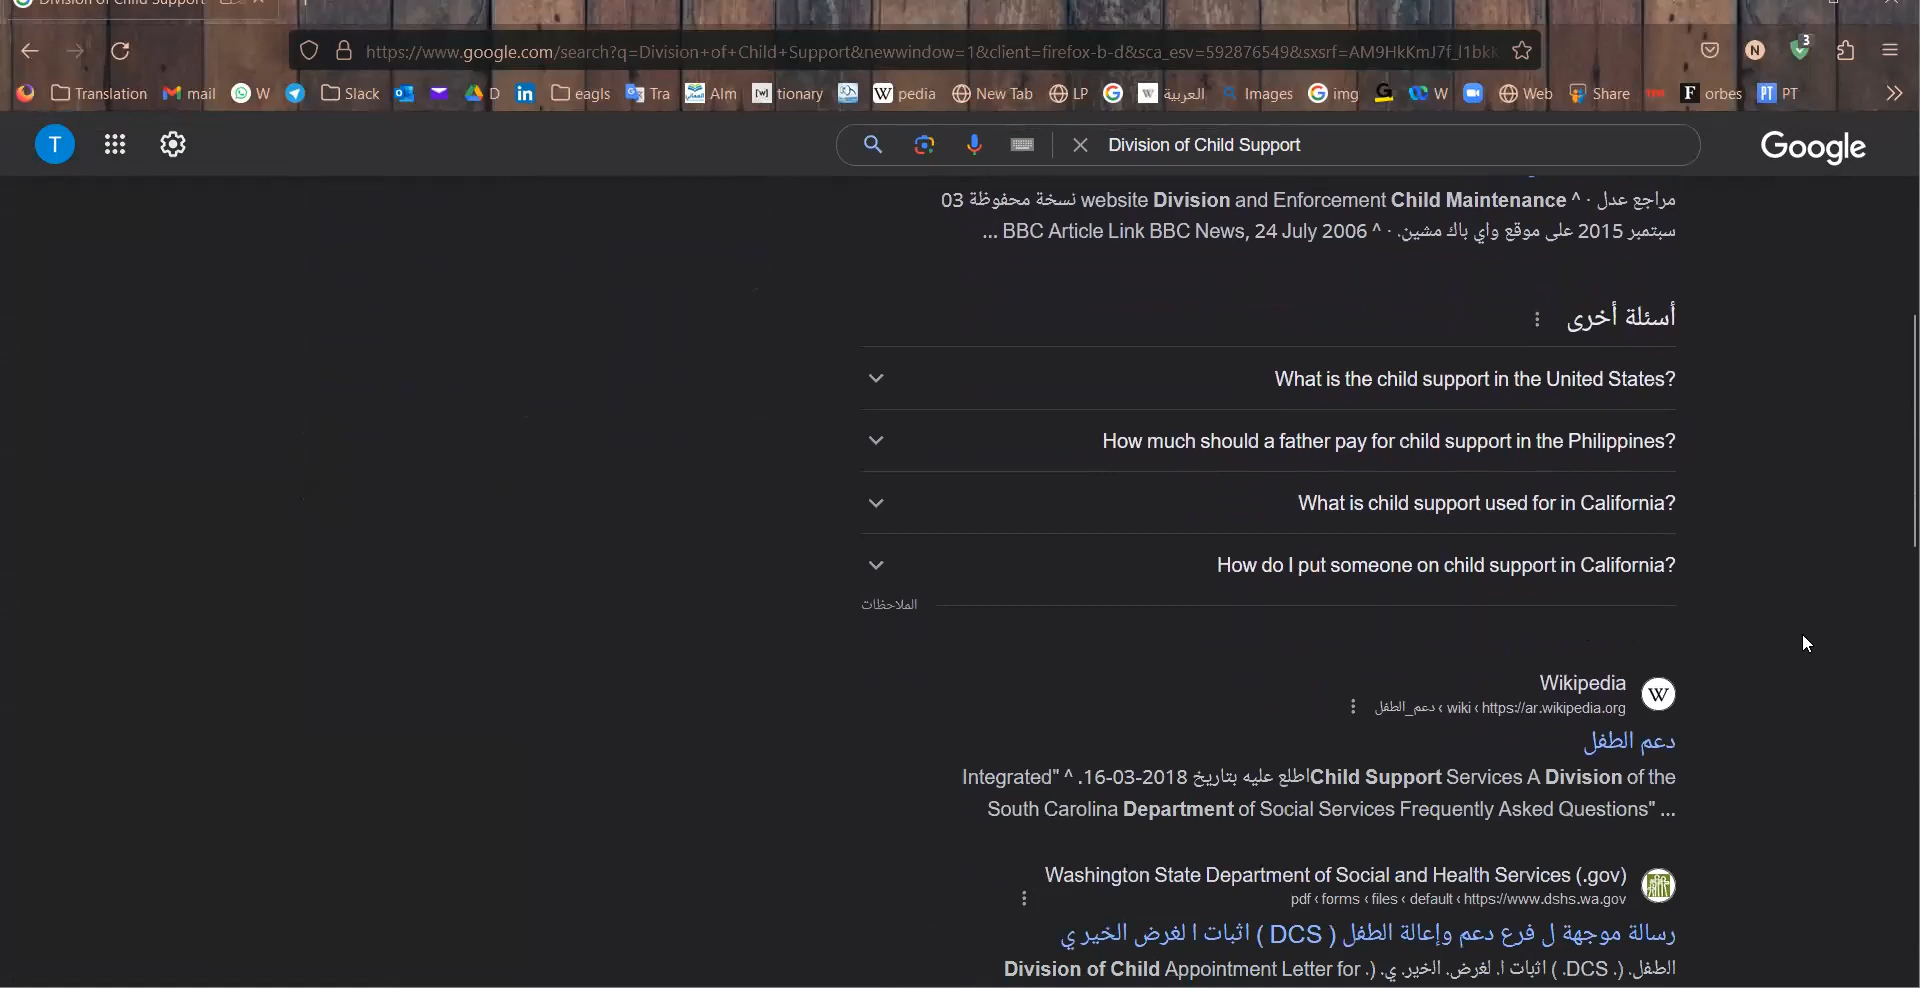 Division of Child Support
https://www.google.com/search?q=Division+of+Child+Support&newwindow=1&client=firefox-b-d&sca_esv=592876549&sxsrf=AM9HkKmJ7f_I1bkk
3
N
Translation
mail
W
Slack
D
eagls
Tra
Alm
[w] tionary
W pedia
New Tab
LP
العربية
Images
img
W
Web
Share
F orbes
PT PT
T
Division of Child Support
Google
مراجع عدل · ^ Child Maintenance and Enforcement Division website نسخة محفوظة 03
سبتمبر 2015 على موقع واي باك مشين. · ^ BBC Article Link BBC News, 24 July 2006 ...
أسئلة أخرى
What is the child support in the United States?
How much should a father pay for child support in the Philippines?
What is child support used for in California?
How do I put someone on child support in California?
الملاحظات
Wikipedia
https://ar.wikipedia.org › wiki › دعم_الطفل
دعم الطفل
Integrated" ^ .16-03-2018 اطلع عليه بتاريخ Child Support Services A Division of the
South Carolina Department of Social Services Frequently Asked Questions" ...
Washington State Department of Social and Health Services (.gov)
https://www.dshs.wa.gov › default › files › forms › pdf
رسالة موجهة ل فرع دعم وإعالة الطفل ( DCS ) اثبات ا لغرض الخير ي
الطفل. (. DCS. ) اثبات ا. لغرض. الخير. ي. (. Division of Child Appointment Letter for